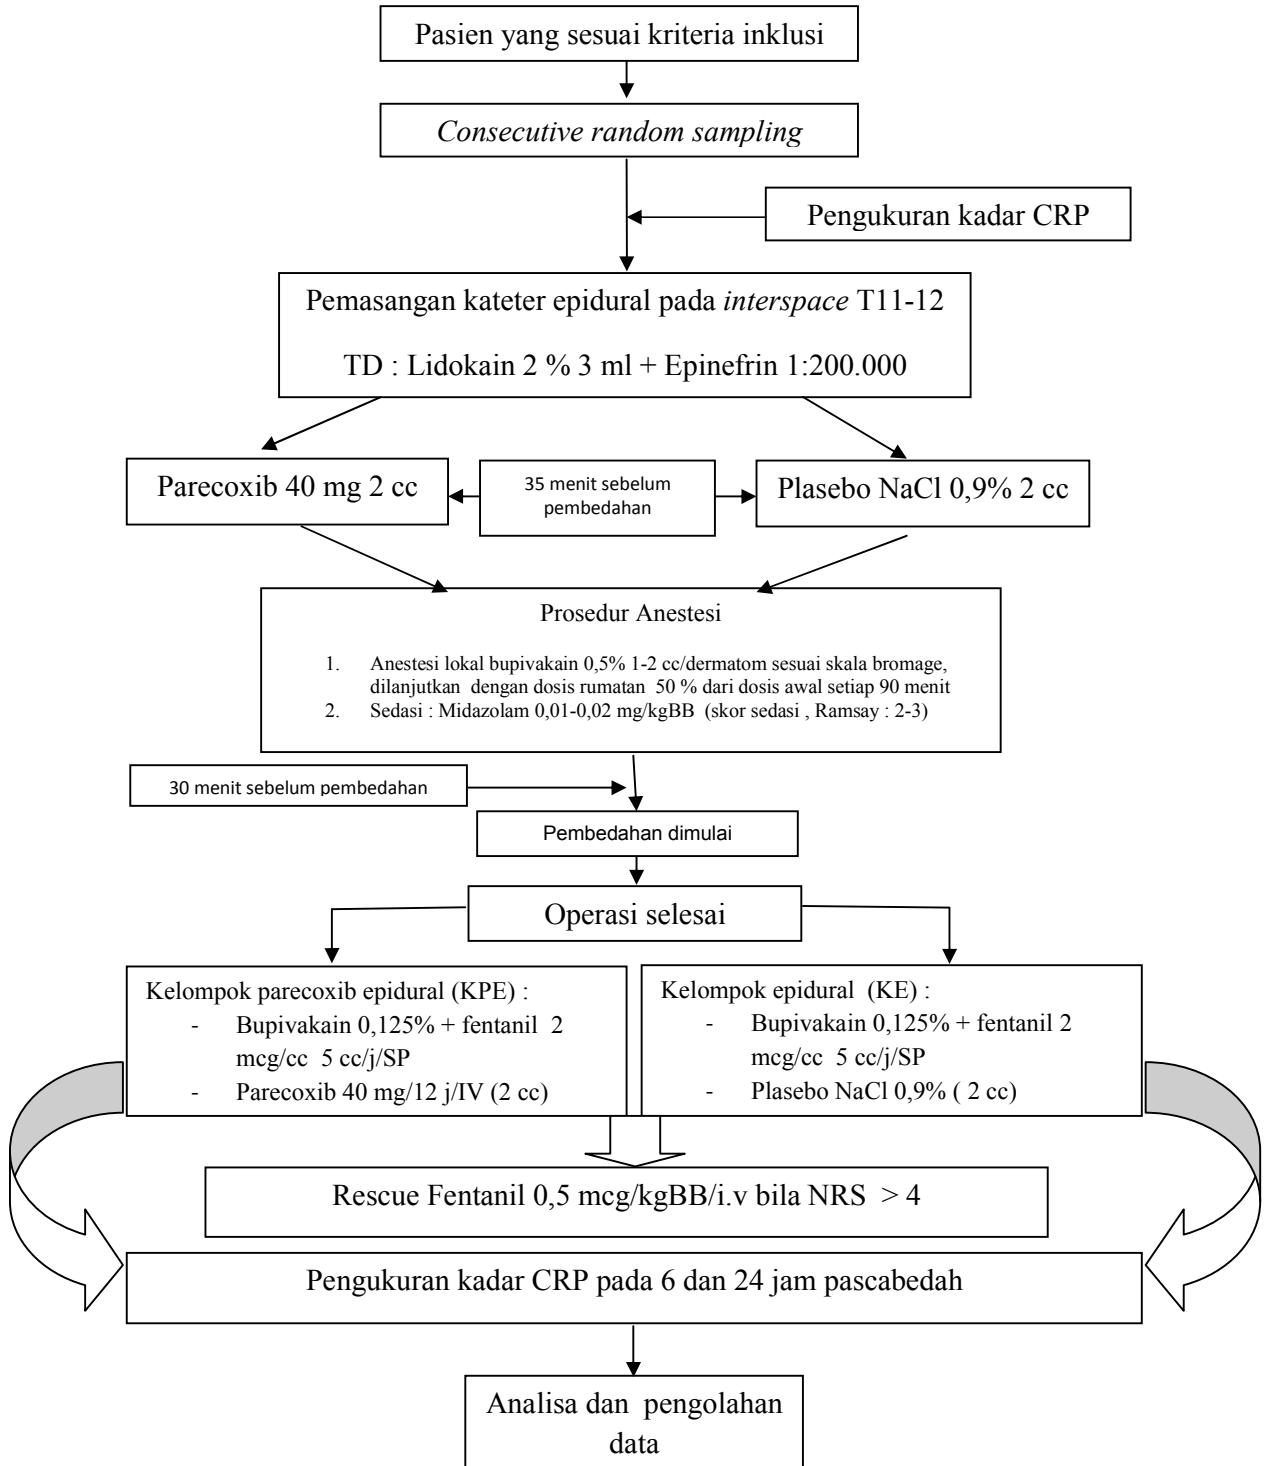 Pasien yang sesuai kriteria inklusi
Consecutive random sampling
Pengukuran kadar CRP
Pemasangan kateter epidural pada interspace T11-12
TD : Lidokain 2 % 3 ml + Epinefrin 1:200.000
Parecoxib 40 mg 2 cc
35 menit sebelum
pembedahan
Plasebo NaCl 0,9% 2 cc
Prosedur Anestesi
1. Anestesi lokal bupivakain 0,5% 1-2 cc/dermatom sesuai skala bromage,
dilanjutkan dengan dosis rumatan 50 % dari dosis awal setiap 90 menit
2. Sedasi : Midazolam 0,01-0,02 mg/kgBB (skor sedasi , Ramsay : 2-3)
30 menit sebelum pembedahan
Pembedahan dimulai
Operasi selesai
Kelompok parecoxib epidural (KPE) :
- Bupivakain 0,125% + fentanil 2
mcg/cc 5 cc/j/SP
- Parecoxib 40 mg/12 j/IV (2 cc)
Kelompok epidural (KE) :
- Bupivakain 0,125% + fentanil 2
mcg/cc 5 cc/j/SP
- Plasebo NaCl 0,9% ( 2 cc)
Rescue Fentanil 0,5 mcg/kgBB/i.v bila NRS > 4
Pengukuran kadar CRP pada 6 dan 24 jam pascabedah
Analisa dan pengolahan
data